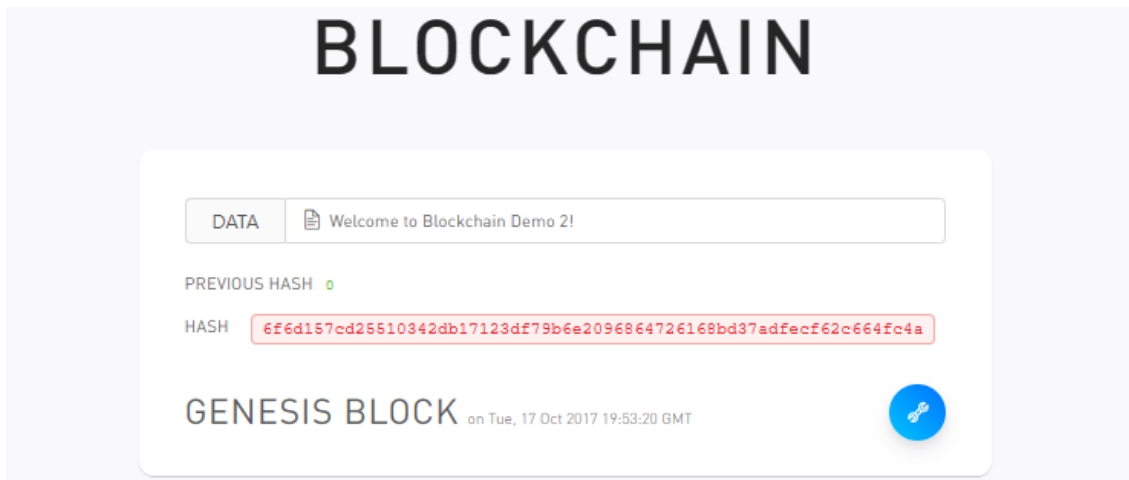 BLOCKCHAIN
DATA Welcome to Blockchain Demo 2!
PREVIOUS HASH 0
HASH 6f6d157cd25510342db17123df79b6e2096864726168bd37adfecf62c664fc4a
GENESIS BLOCK on Tue, 17 Oct 2017 19:53:20 GMT